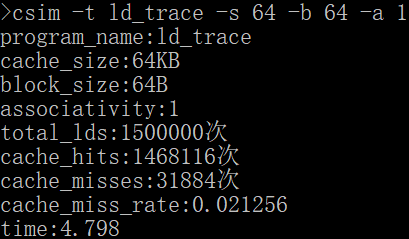 >csim -t ld_trace -s 64 -b 64 -a 1
program_name:ld_trace
cache_size:64KB
block_size:64B
associativity:1
total_lds:1500000次
cache_hits:1468116次
cache_misses:31884次
cache_miss_rate:0.021256
time:4.798